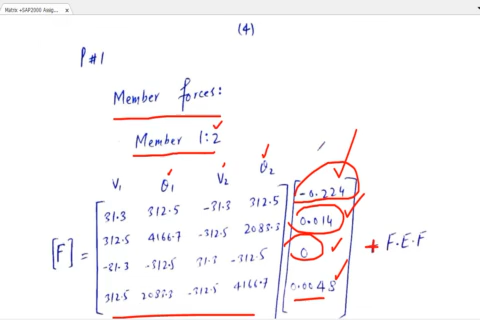 Matrix +SAP2000 Assig...
(4)
P#1
Member forces:
Member 1:2
V₁ θ₁ V₂ θ₂
[F] = [31.3 312.5 -31.3 312.5] [-0.224]
[312.5 4166.7 -312.5 2083.3] [0.014]
[-31.3 -312.5 31.3 -312.5] [0] + F.E.F
[312.5 2083.3 -312.5 4166.7] [0.0048]